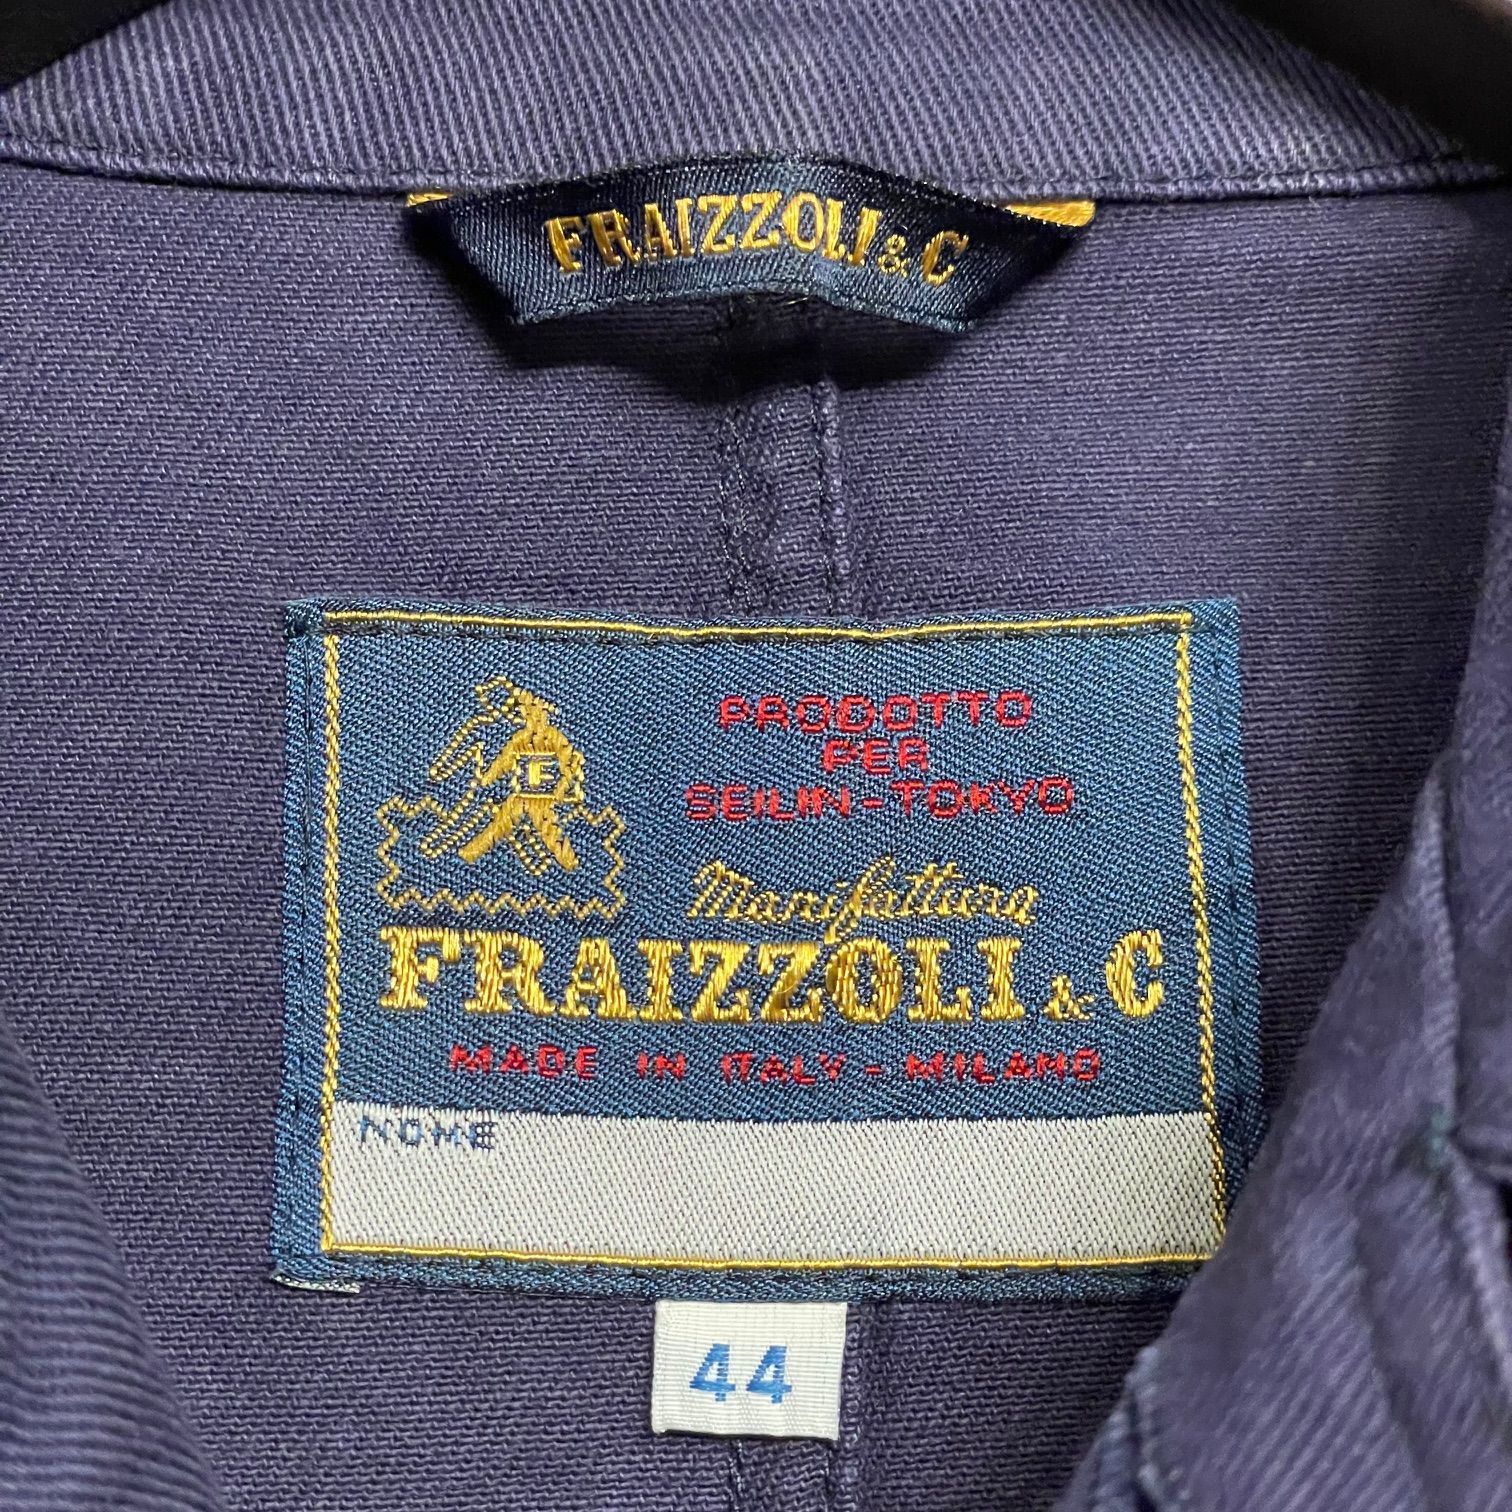 FRAIZZOLI & C
F
PRODOTTO
PER
SEILIN-TOKYO
Manifattura
FRAIZZOLI & C
MADE IN ITALY - MILANO
NOME
44